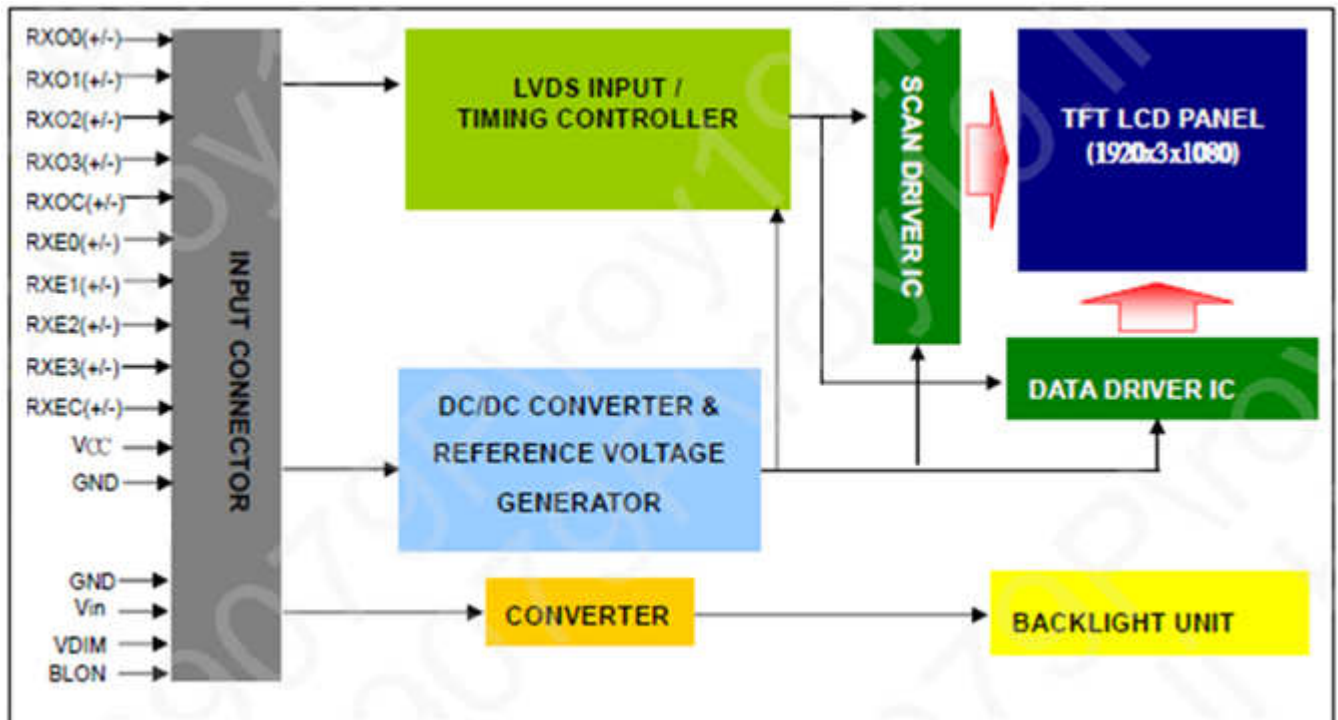 RXO0(+/-)
RXO1(+/-)
RXO2(+/-)
RXO3(+/-)
RXOC(+/-)
RXE0(+/-)
RXE1(+/-)
RXE2(+/-)
RXE3(+/-)
RXEC(+/-)
VCC
GND
GND
Vin
VDIM
BLON
INPUT CONNECTOR
LVDS INPUT /
TIMING CONTROLLER
DC/DC CONVERTER &
REFERENCE VOLTAGE
GENERATOR
CONVERTER
SCAN DRIVER IC
TFT LCD PANEL
(1920x3x1080)
DATA DRIVER IC
BACKLIGHT UNIT